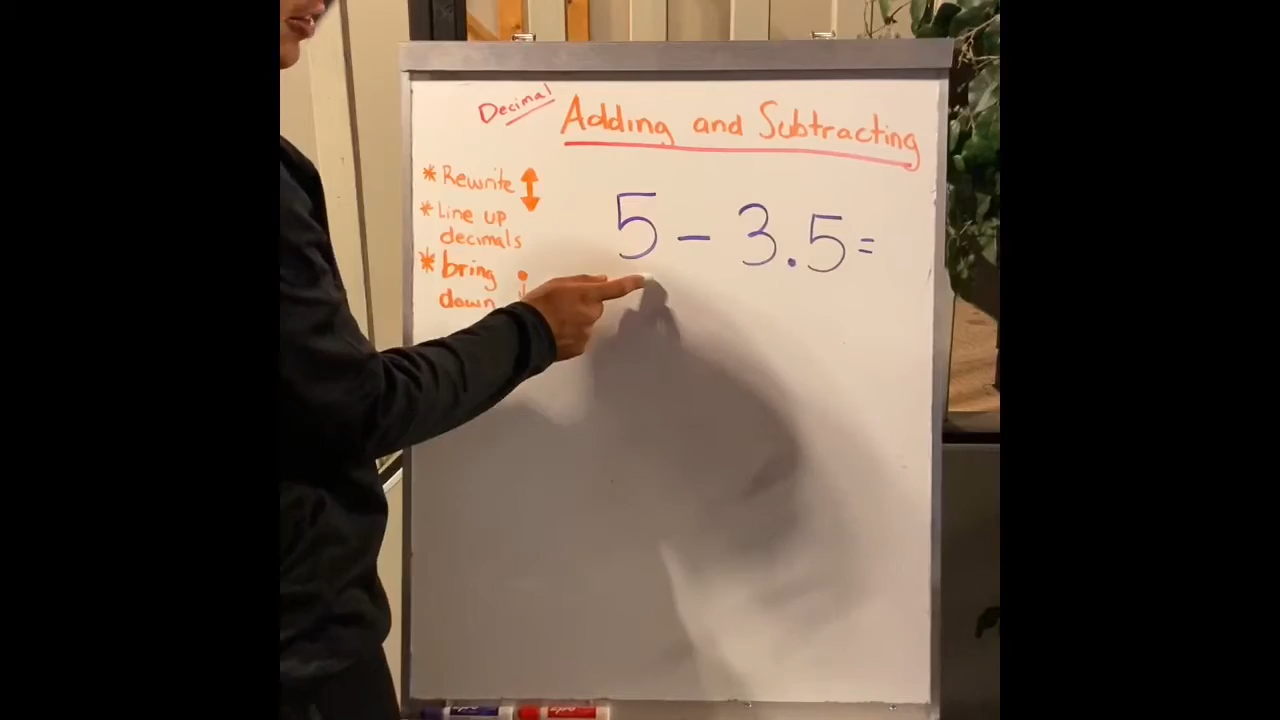 Decimal
Adding and Subtracting
* Rewrite
* Line up
decimals
* bring
down
5 - 3.5=